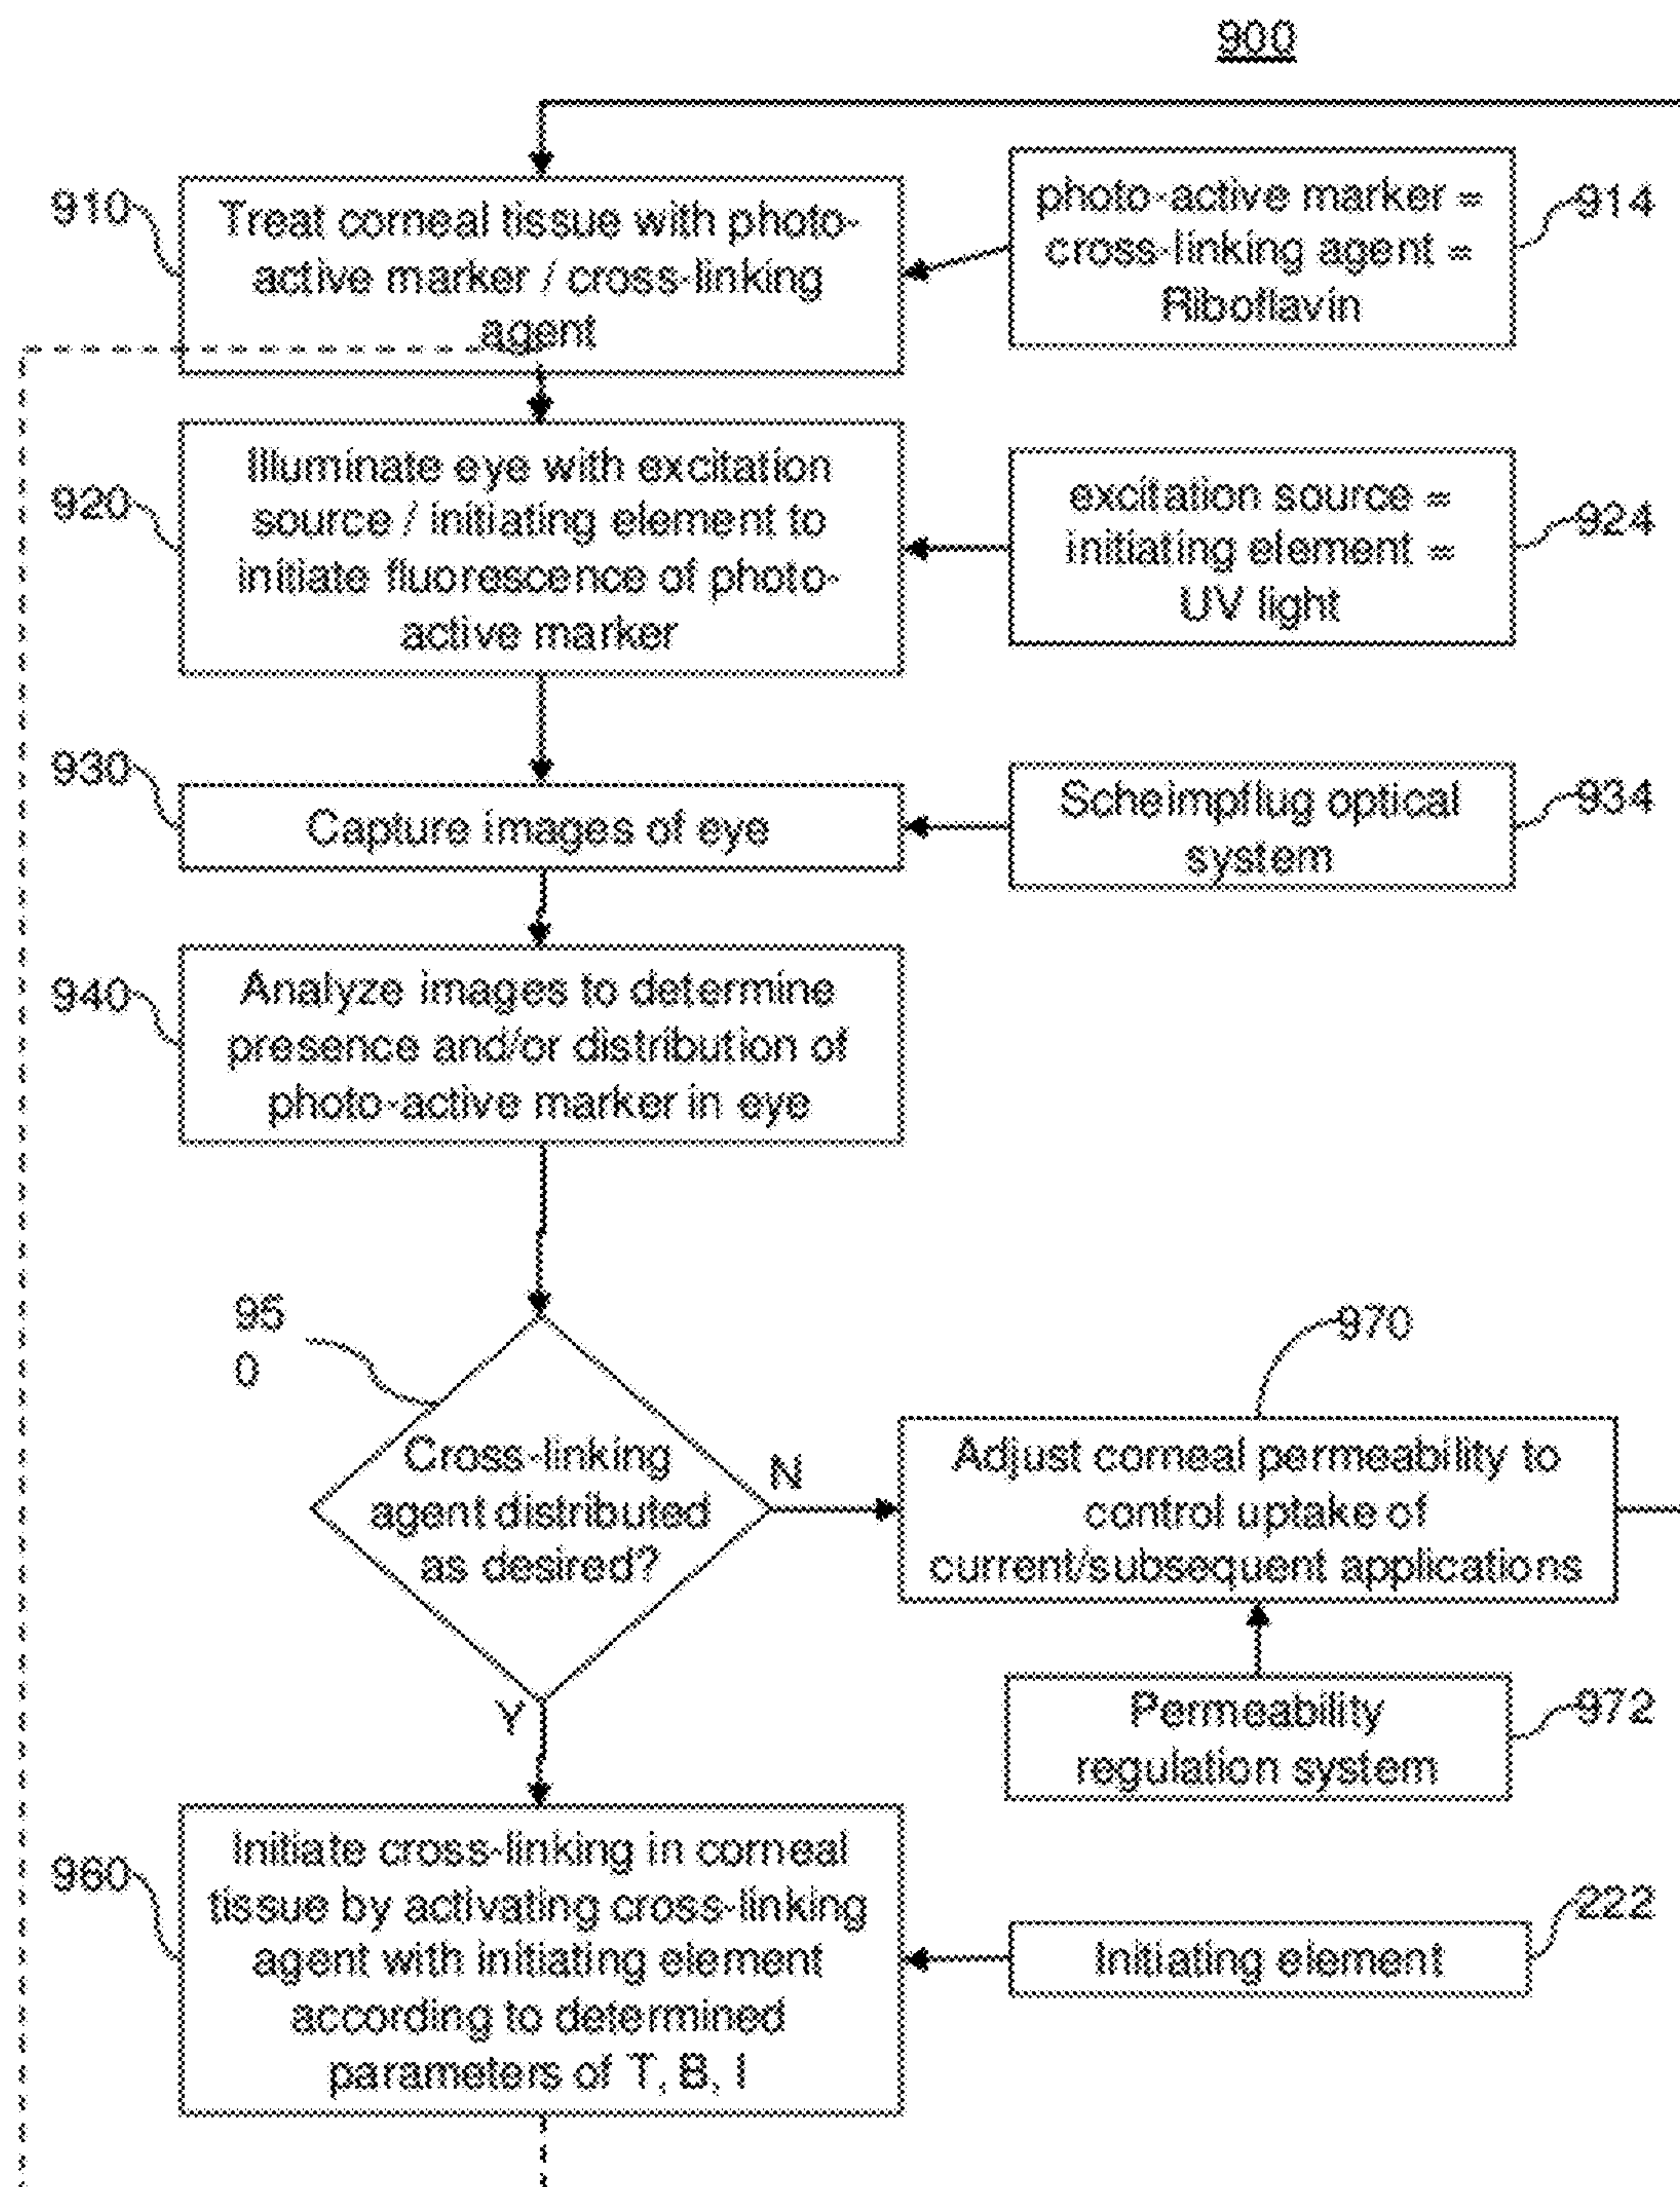 900
910
Treat corneal tissue with photo-
active marker / cross-linking
agent
photo-active marker =
cross-linking agent =
Riboflavin
914
920
Illuminate eye with excitation
source / initiating element to
initiate fluorescence of photo-
active marker
excitation source =
initiating element =
UV light
924
930
Capture images of eye
Scheimpflug optical
system
934
940
Analyze images to determine
presence and/or distribution of
photo-active marker in eye
95
0
Cross-linking
agent distributed
as desired?
N
Y
970
Adjust corneal permeability to
control uptake of
current/subsequent applications
Permeability
regulation system
972
960
Initiate cross-linking in corneal
tissue by activating cross-linking
agent with initiating element
according to determined
parameters of T, B, I
Initiating element
222